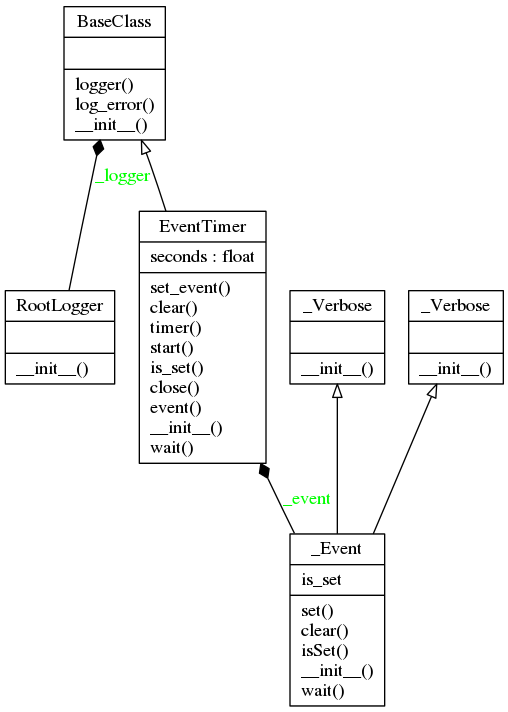 BaseClass
logger()
log_error()
__init__()
_logger
EventTimer
seconds : float
set_event()
clear()
timer()
start()
is_set()
close()
event()
__init__()
wait()
RootLogger
__init__()
_Verbose
__init__()
_Verbose
__init__()
_event
_Event
is_set
set()
clear()
isSet()
__init__()
wait()